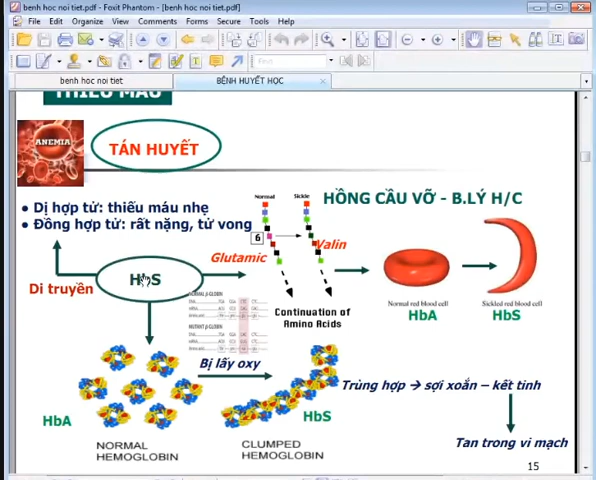 benh hoc noi tiet.pdf - Foxit Phantom - [benh hoc noi tiet.pdf]
File Edit Organize View Comments Forms Secure Tools Help
Find
benh hoc noi tiet
BỆNH HUYẾT HỌC
THIẾU MÁU
ANEMIA
TÁN HUYẾT
HỒNG CẦU VỠ - B.LÝ H/C
• Dị hợp tử: thiếu máu nhẹ
• Đồng hợp tử: rất nặng, tử vong
Normal
Sickle
6
Glutamic
Valin
Di truyền
HbS
Continuation of
Amino Acids
Normal red blood cell
HbA
Sickled red blood cell
HbS
Bị lấy oxy
Trùng hợp → sợi xoắn – kết tinh
HbA
HbS
NORMAL
HEMOGLOBIN
CLUMPED
HEMOGLOBIN
Tan trong vi mạch
15